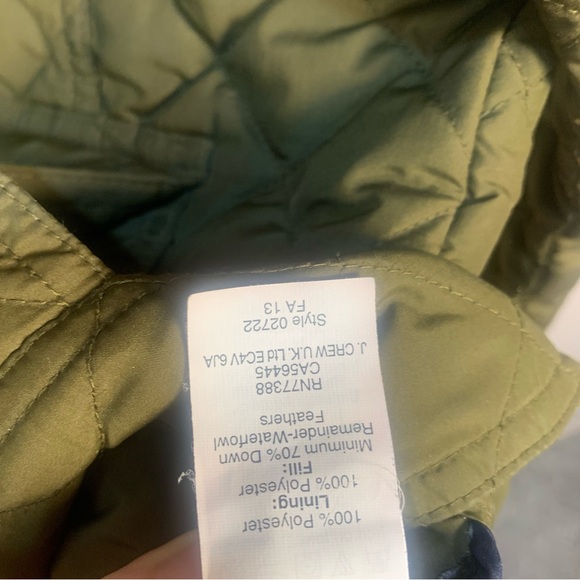 100% Polyester
Lining:
100% Polyester
Fill:
Minimum 70% Down
Remainder-Waterfowl
Feathers
RN77388
CA56445
J. CREW U.K. Ltd EC4V 6JA
Style 02722
FA 13